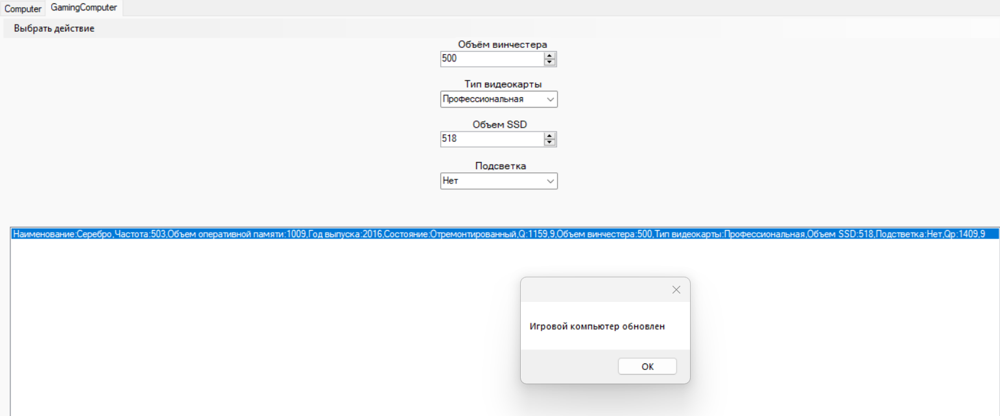 Computer GamingComputer
Выбрать действие
Объём винчестера
500
Тип видеокарты
Профессиональная
Объем SSD
518
Подсветка
Нет
Наименование:Серебро,Частота:503,Объем оперативной памяти:1009,Год выпуска:2016,Состояние:Отремонтированный,Q:1159,9,Объем винчестера:500,Тип видеокарты:Профессиональная,Объем SSD:518,Подстветка:Нет,Qp:1409,9
Игровой компьютер обновлен
ОК